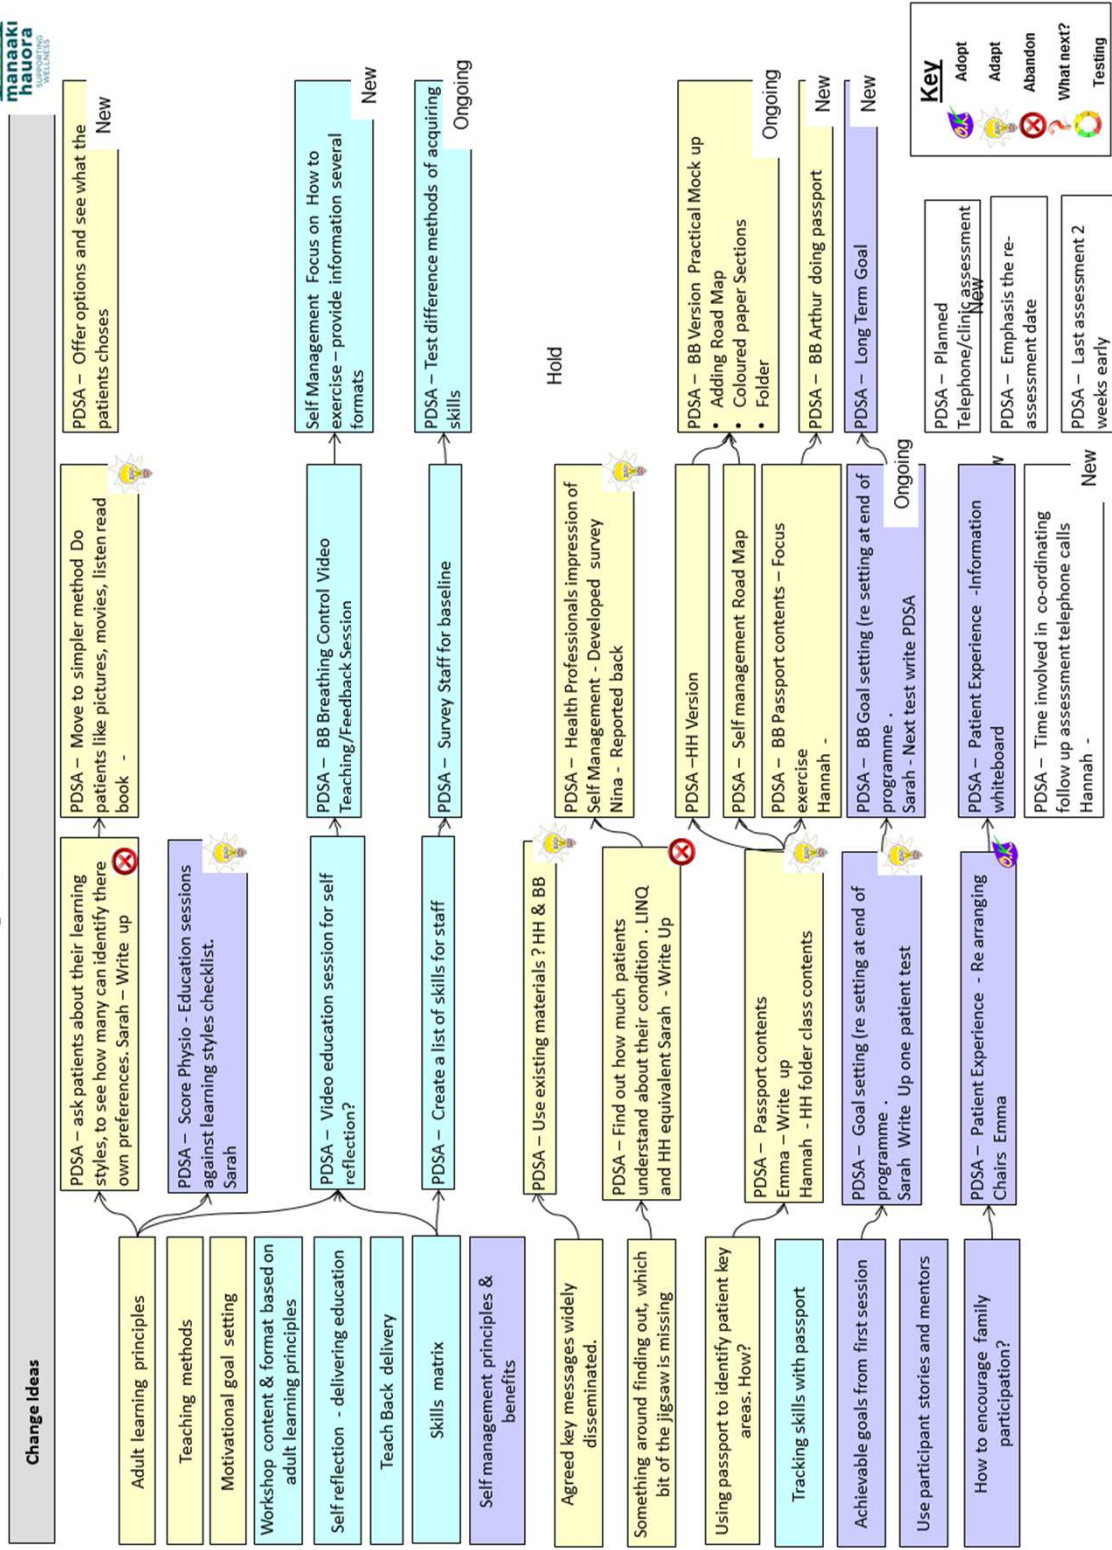 manaaki
hauora
SUPPORTING
WELLNESS
Change Ideas
Adult learning principles
Teaching methods
Motivational goal setting
Workshop content & format based on
adult learning principles
Self reflection - delivering education
Teach Back delivery
Skills matrix
Self management principles &
benefits
Agreed key messages widely
disseminated.
Something around finding out, which
bit of the jigsaw is missing
Using passport to identify patient key
areas. How?
Tracking skills with passport
Achievable goals from first session
Use participant stories and mentors
How to encourage family
participation?
PDSA – ask patients about their learning
styles, to see how many can identify there
own preferences. Sarah – Write up
PDSA – Score Physio - Education sessions
against learning styles checklist.
Sarah
PDSA – Video education session for self
reflection?
PDSA – Create a list of skills for staff
PDSA – Use existing materials ? HH & BB
PDSA – Find out how much patients
understand about their condition . LINQ
and HH equivalent Sarah - Write Up
PDSA – Passport contents
Emma – Write up
Hannah - HH folder class contents
PDSA – Goal setting (re setting at end of
programme .
Sarah Write Up one patient test
PDSA – Patient Experience - Re arranging
Chairs Emma
O.K
PDSA – Move to simpler method Do
patients like pictures, movies, listen read
book -
PDSA – BB Breathing Control Video
Teaching/Feedback Session
PDSA – Survey Staff for baseline
PDSA – Health Professionals impression of
Self Management - Developed survey
Nina - Reported back
PDSA –HH Version
PDSA – Self management Road Map
PDSA – BB Passport contents – Focus
exercise
Hannah -
PDSA – BB Goal setting (re setting at end of
programme .
Sarah - Next test write PDSA
Ongoing
PDSA – Patient Experience -Information
whiteboard
PDSA – Time involved in co-ordinating
follow up assessment telephone calls
Hannah -
New
PDSA – Offer options and see what the
patients choses
New
Self Management Focus on How to
exercise – provide information several
formats
New
PDSA – Test difference methods of acquiring
skills
Ongoing
Hold
PDSA – BB Version Practical Mock up
• Adding Road Map
• Coloured paper Sections
• Folder
Ongoing
PDSA – BB Arthur doing passport
New
PDSA – Long Term Goal
New
PDSA – Planned
Telephone/clinic assessment
New
PDSA – Emphasis the re-
assessment date
PDSA – Last assessment 2
weeks early
Key
O.K
Adopt
Adapt
Abandon
What next?
Testing